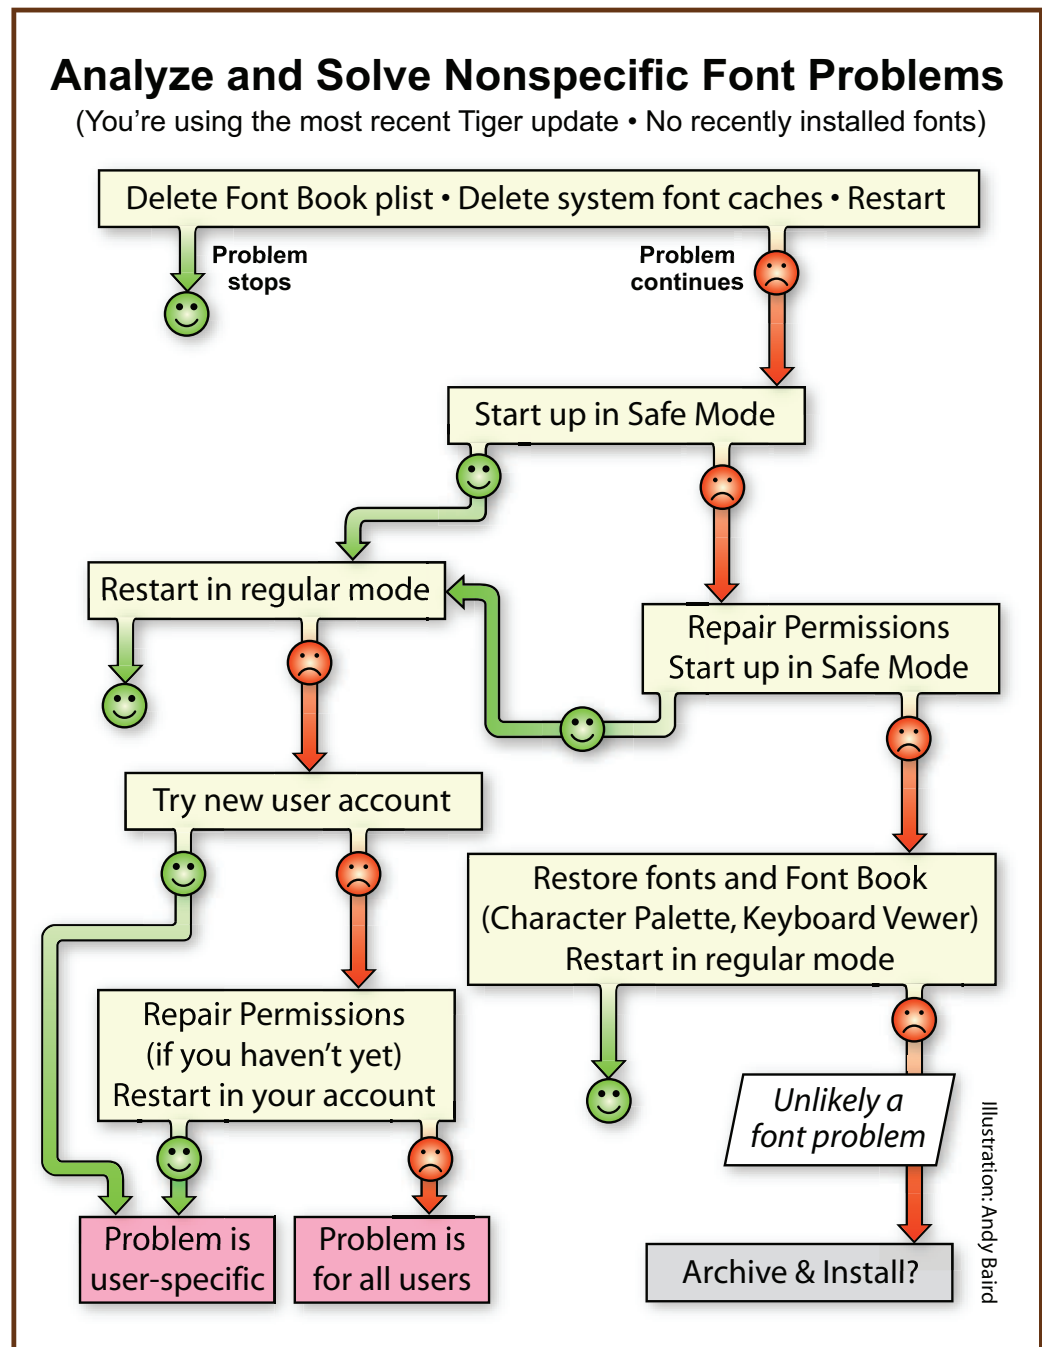 Analyze and Solve Nonspecific Font Problems
(You're using the most recent Tiger update • No recently installed fonts)
Delete Font Book plist • Delete system font caches • Restart
Problem
stops
Problem
continues
Start up in Safe Mode
Restart in regular mode
Repair Permissions
Start up in Safe Mode
Try new user account
Restore fonts and Font Book
(Character Palette, Keyboard Vewer)
Restart in regular mode
Repair Permissions
(if you haven't yet)
Restart in your account
Unlikely a
font problem
Problem is
user-specific
Problem is
for all users
Archive & Install?
Illustration: Andy Baird